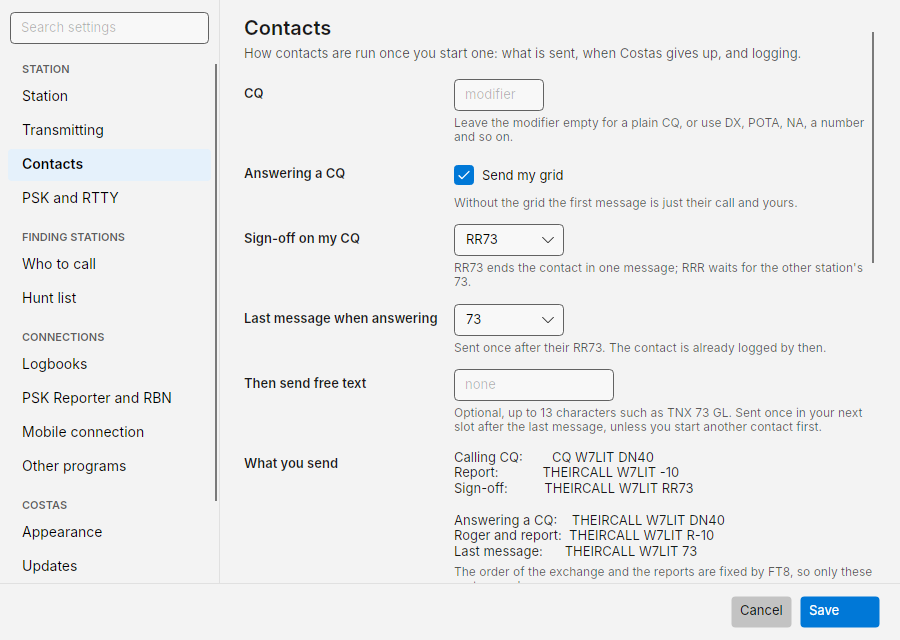 Search settings
STATION
Station
Transmitting
Contacts
PSK and RTTY
FINDING STATIONS
Who to call
Hunt list
CONNECTIONS
Logbooks
PSK Reporter and RBN
Mobile connection
Other programs
COSTAS
Appearance
Updates
Contacts
How contacts are run once you start one: what is sent, when Costas gives up, and logging.
CQ
modifier
Leave the modifier empty for a plain CQ, or use DX, POTA, NA, a number
and so on.
Answering a CQ
Send my grid
Without the grid the first message is just their call and yours.
Sign-off on my CQ
RR73
RR73 ends the contact in one message; RRR waits for the other station's
73.
Last message when answering
73
Sent once after their RR73. The contact is already logged by then.
Then send free text
none
Optional, up to 13 characters such as TNX 73 GL. Sent once in your next
slot after the last message, unless you start another contact first.
What you send
Calling CQ: CQ W7LIT DN40
Report: THEIRCALL W7LIT -10
Sign-off: THEIRCALL W7LIT RR73
Answering a CQ: THEIRCALL W7LIT DN40
Roger and report: THEIRCALL W7LIT R-10
Last message: THEIRCALL W7LIT 73
The order of the exchange and the reports are fixed by FT8, so only these
Cancel
Save